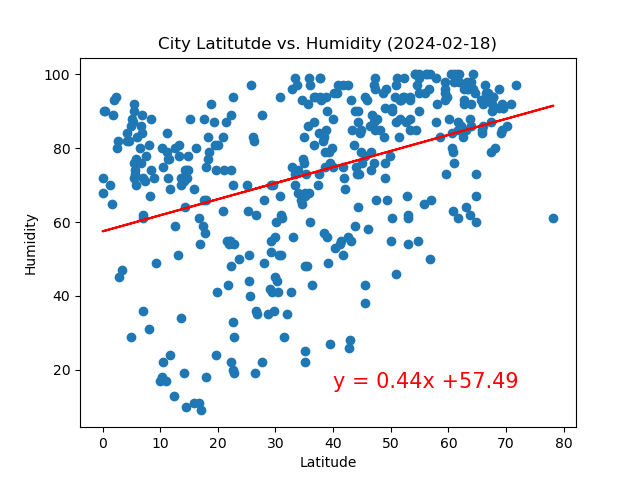 City Latitutde vs. Humidity (2024-02-18)
100
80
60
40
20
Humidity
y = 0.44x +57.49
0 10 20 30 40 50 60 70 80
Latitude